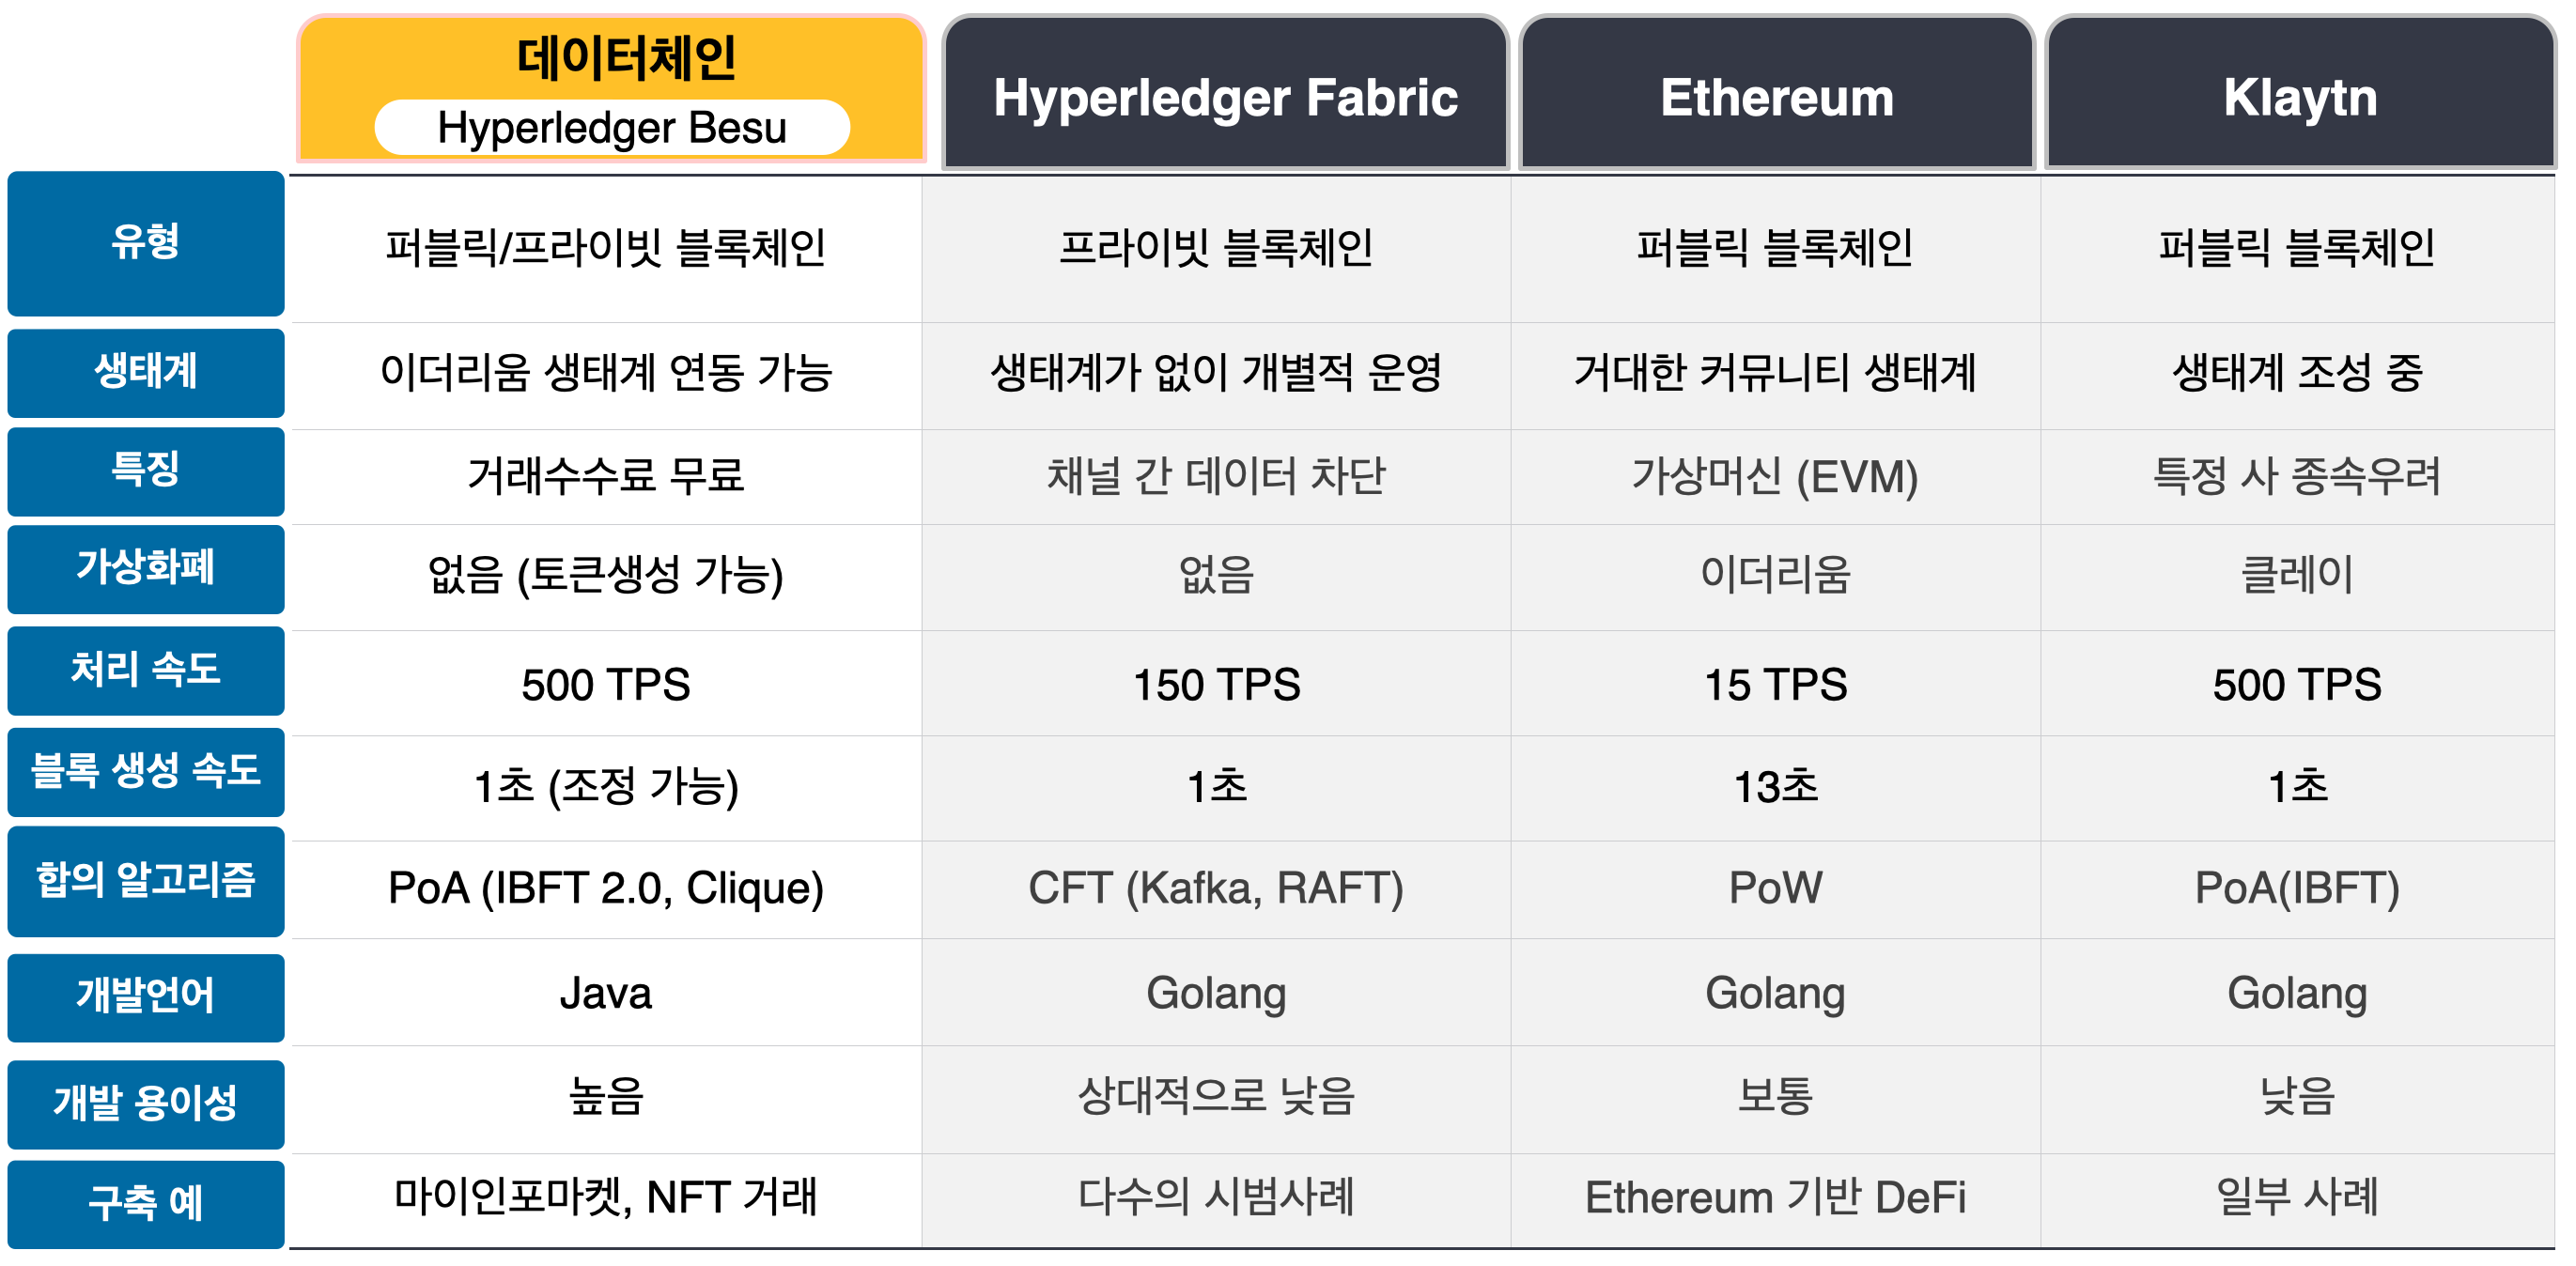 데이터체인
Hyperledger Besu
Hyperledger Fabric
Ethereum
Klaytn
유형
퍼블릭/프라이빗 블록체인
프라이빗 블록체인
퍼블릭 블록체인
퍼블릭 블록체인
생태계
이더리움 생태계 연동 가능
생태계가 없이 개별적 운영
거대한 커뮤니티 생태계
생태계 조성 중
특징
거래수수료 무료
채널 간 데이터 차단
가상머신 (EVM)
특정 사 종속우려
가상화폐
없음 (토큰생성 가능)
없음
이더리움
클레이
처리 속도
500 TPS
150 TPS
15 TPS
500 TPS
블록 생성 속도
1초 (조정 가능)
1초
13초
1초
합의 알고리즘
PoA (IBFT 2.0, Clique)
CFT (Kafka, RAFT)
PoW
PoA(IBFT)
개발언어
Java
Golang
Golang
Golang
개발 용이성
높음
상대적으로 낮음
보통
낮음
구축 예
마이인포마켓, NFT 거래
다수의 시범사례
Ethereum 기반 DeFi
일부 사례